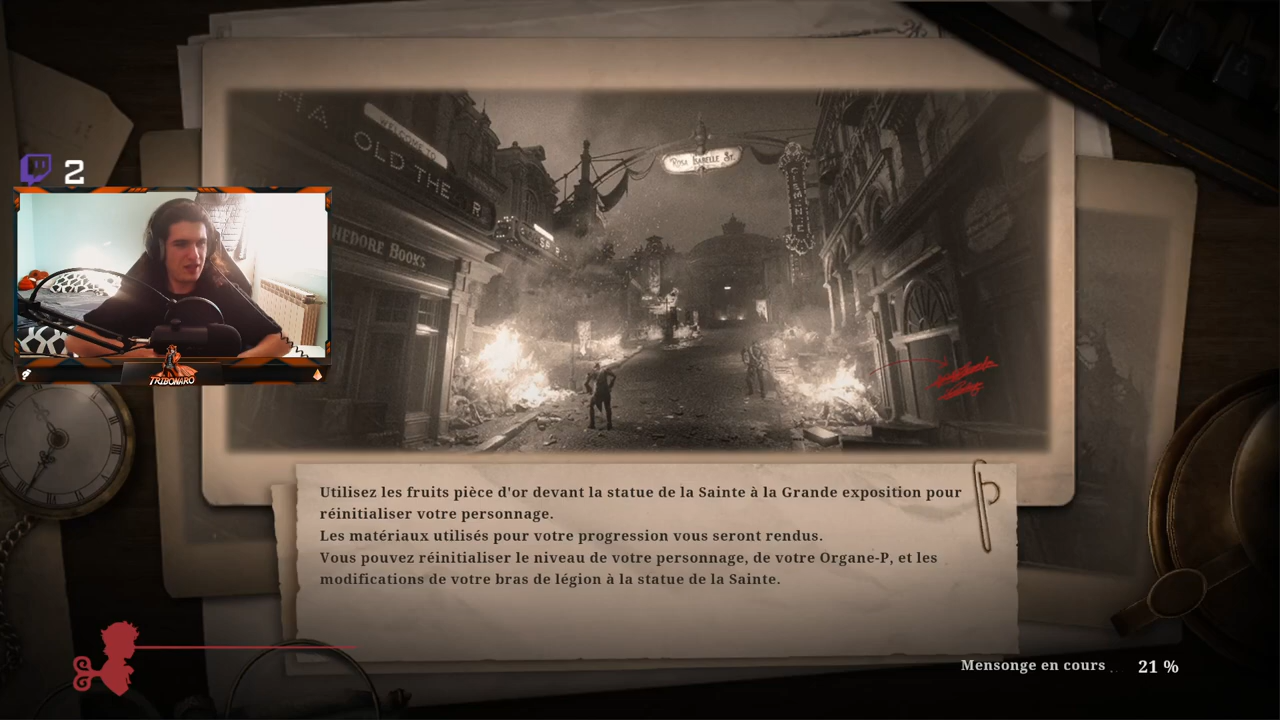 2
TRIBONARO
WELCOME TO
OLD THE R
HEDORE BOOKS
ROSA ISABELLE ST.
Utilisez les fruits pièce d'or devant la statue de la Sainte à la Grande exposition pour
réinitialiser votre personnage.
Les matériaux utilisés pour votre progression vous seront rendus.
Vous pouvez réinitialiser le niveau de votre personnage, de votre Organe-P, et les
modifications de votre bras de légion à la statue de la Sainte.
Mensonge en cours ... 21 %